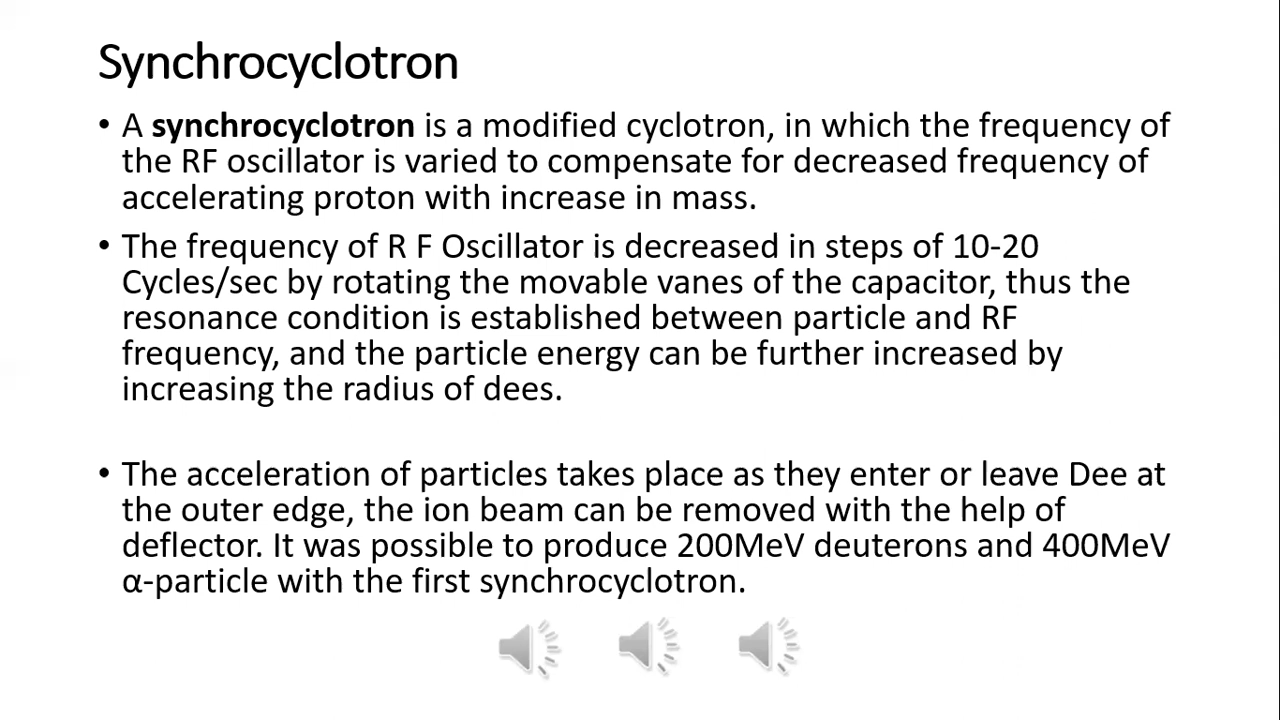 Synchrocyclotron
• A synchrocyclotron is a modified cyclotron, in which the frequency of
the RF oscillator is varied to compensate for decreased frequency of
accelerating proton with increase in mass.
• The frequency of R F Oscillator is decreased in steps of 10-20
Cycles/sec by rotating the movable vanes of the capacitor, thus the
resonance condition is established between particle and RF
frequency, and the particle energy can be further increased by
increasing the radius of dees.
• The acceleration of particles takes place as they enter or leave Dee at
the outer edge, the ion beam can be removed with the help of
deflector. It was possible to produce 200MeV deuterons and 400MeV
α-particle with the first synchrocyclotron.